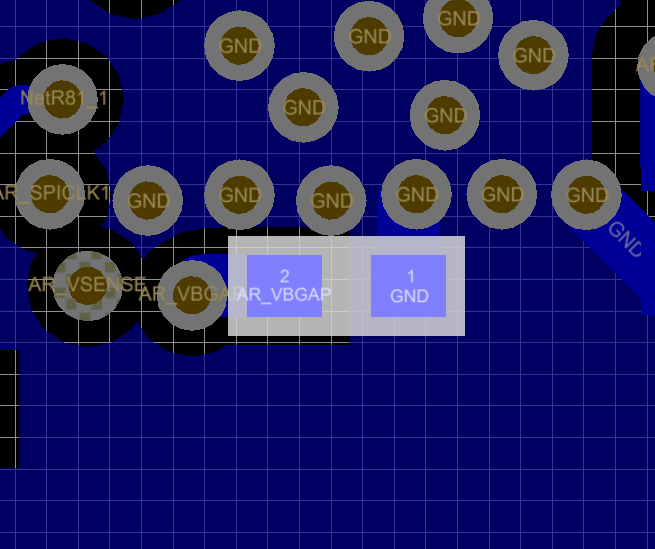 GND
GND
GND
GND
NetR81_1
GND
GND
AR_SPICLK1
GND
GND
GND
GND
GND
GND
GND
AR_VSENSE
AR_VBGAP
2
AR_VBGAP
1
GND